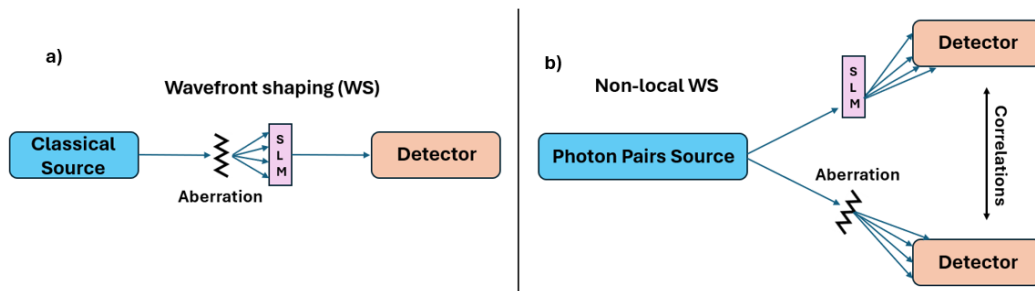 a)
Wavefront shaping (WS)
Classical
Source
Aberration
S
L
M
Detector
b)
Non-local WS
Photon Pairs Source
S
L
M
Detector
Correlations
Aberration
Detector